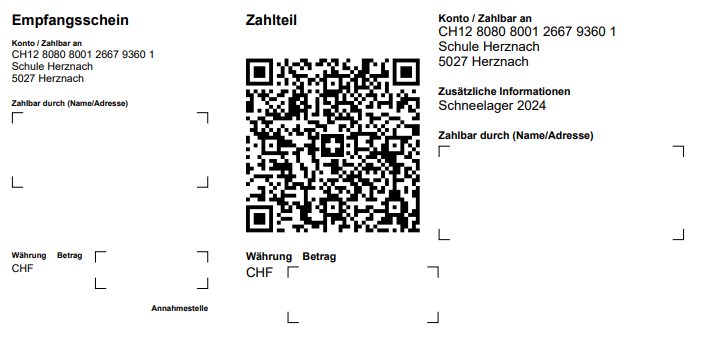 Empfangsschein
Konto / Zahlbar an
CH12 8080 8001 2667 9360 1
Schule Herznach
5027 Herznach
Zahlbar durch (Name/Adresse)
Währung Betrag
CHF
Annahmestelle
Zahlteil
Währung Betrag
CHF
Konto / Zahlbar an
CH12 8080 8001 2667 9360 1
Schule Herznach
5027 Herznach
Zusätzliche Informationen
Schneelager 2024
Zahlbar durch (Name/Adresse)